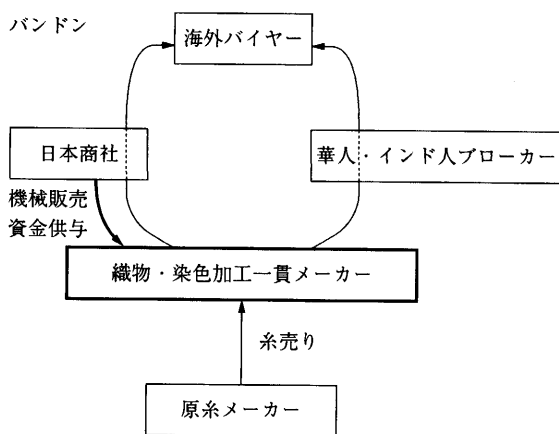 バンドン
海外バイヤー
日本商社
華人・インド人ブローカー
機械販売
資金供与
織物・染色加工一貫メーカー
糸売り
原糸メーカー